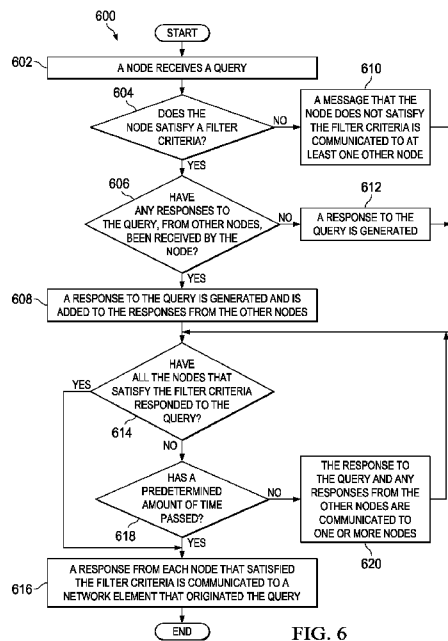 600
START
602
A NODE RECEIVES A QUERY
604
DOES THE
NODE SATISFY A FILTER
CRITERIA?
NO
610
A MESSAGE THAT THE
NODE DOES NOT SATISFY
THE FILTER CRITERIA IS
COMMUNICATED TO AT
LEAST ONE OTHER NODE
YES
606
HAVE
ANY RESPONSES TO
THE QUERY, FROM OTHER NODES,
BEEN RECEIVED BY THE
NODE?
NO
612
A RESPONSE TO THE
QUERY IS GENERATED
YES
608
A RESPONSE TO THE QUERY IS GENERATED AND IS
ADDED TO THE RESPONSES FROM THE OTHER NODES
HAVE
ALL THE NODES THAT
SATISFY THE FILTER CRITERIA
RESPONDED TO THE
QUERY?
YES
614
NO
HAS A
PREDETERMINED
AMOUNT OF TIME
PASSED?
618
NO
THE RESPONSE TO
THE QUERY AND ANY
RESPONSES FROM THE
OTHER NODES ARE
COMMUNICATED TO
ONE OR MORE NODES
620
YES
616
A RESPONSE FROM EACH NODE THAT SATISFIED
THE FILTER CRITERIA IS COMMUNICATED TO A
NETWORK ELEMENT THAT ORIGINATED THE QUERY
END
FIG. 6